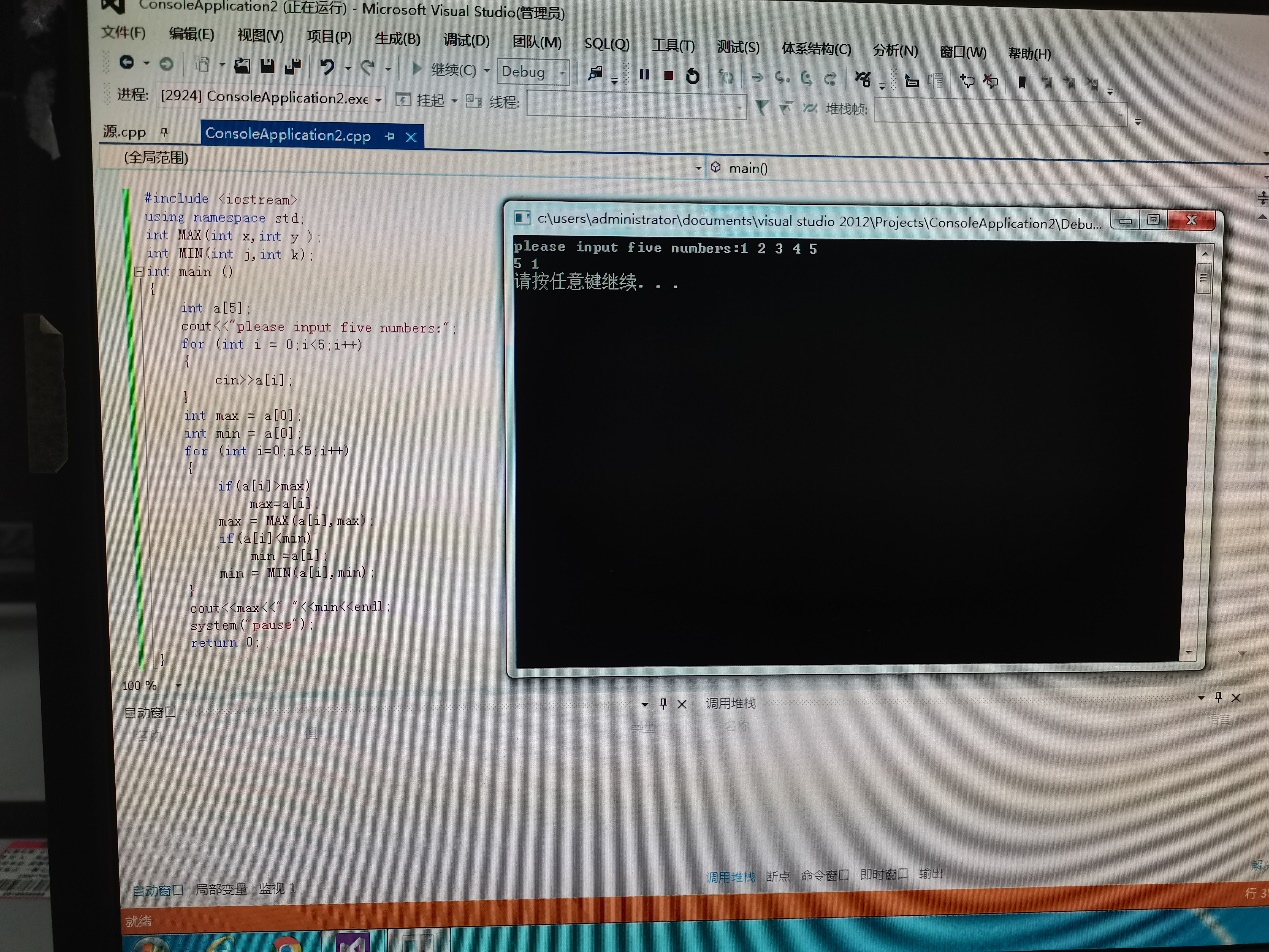 ConsoleApplication2 (正在运行) - Microsoft Visual Studio(管理员)
文件(F) 编辑(E) 视图(V) 项目(P) 生成(B) 调试(D) 团队(M) SQL(Q) 工具(T) 测试(S) 体系结构(C) 分析(N) 窗口(W) 帮助(H)
继续(C) Debug
进程: [2924] ConsoleApplication2.exe 挂起 线程: 堆栈帧:
源.cpp ConsoleApplication2.cpp
(全局范围) main()
#include <iostream>
using namespace std;
int MAX(int x,int y );
int MIN(int j,int k);
int main ()
{
int a[5];
cout<<"please input five numbers:";
for (int i = 0;i<5;i++)
{
cin>>a[i];
}
int max = a[0];
int min = a[0];
for (int i=0;i<5;i++)
{
if(a[i]>max)
max=a[i];
max = MAX(a[i],max);
if(a[i]<min)
min =a[i];
min = MIN(a[i],min);
}
cout<<max<<" "<<min<<endl;
system("pause");
return 0;
}
c:\users\administrator\documents\visual studio 2012\Projects\ConsoleApplication2\Debu...
please input five numbers:1 2 3 4 5
5 1
请按任意键继续. . .
100 %
自动窗口 调用堆栈
名称 值 类型 名称 语言
自动窗口 局部变量 监视 1 调用堆栈 断点 命令窗口 即时窗口 输出
就绪